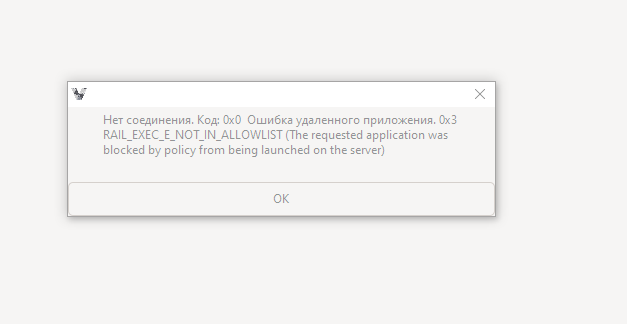 Нет соединения. Код: 0x0  Ошибка удаленного приложения. 0x3
RAIL_EXEC_E_NOT_IN_ALLOWLIST (The requested application was
blocked by policy from being launched on the server)
OK